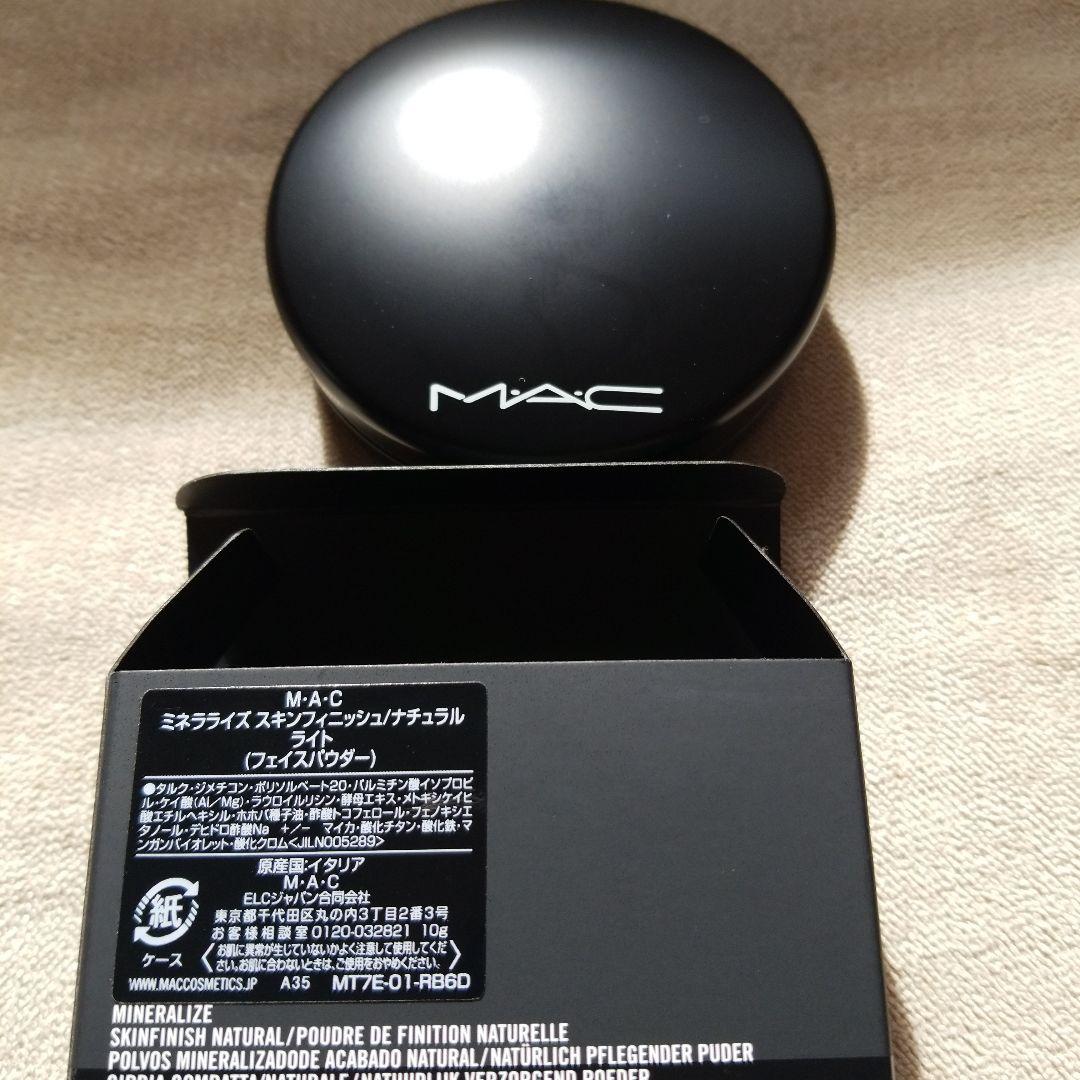 M·A·C
M·A·C
ミネラライズ スキンフィニッシュ/ナチュラル
ライト
(フェイスパウダー)
●タルク・ジメチコン・ポリソルベート20・パルミチン酸イソプロピ
ル・ケイ酸(Al/Mg)・ラウロイルリシン・酵母エキス・メトキシケイヒ
酸エチルヘキシル・ホホバ種子油・酢酸トコフェロール・フェノキシエ
タノール・デヒドロ酢酸Na +/- マイカ・酸化チタン・酸化鉄・マ
ンガンバイオレット・酸化クロム<JILN005289>
原産国:イタリア
M·A·C
ELCジャパン合同会社
東京都千代田区丸の内3丁目2番3号
お客様相談室0120-032821 10g
紙
ケース
お肌に異常が生じていないかよく注意して使用してくだ
さい。お肌に合わないときは、ご使用をおやめください。
WWW.MACCOSMETICS.JP A35 MT7E-01-RB6D
MINERALIZE
SKINFINISH NATURAL/POUDRE DE FINITION NATURELLE
POLVOS MINERALIZADODE ACABADO NATURAL/NATÜRLICH PFLEGENDER PUDER
CIPRIA COMPATTA/NATURALE/NATUURLIJK VERZORGEND POEDER